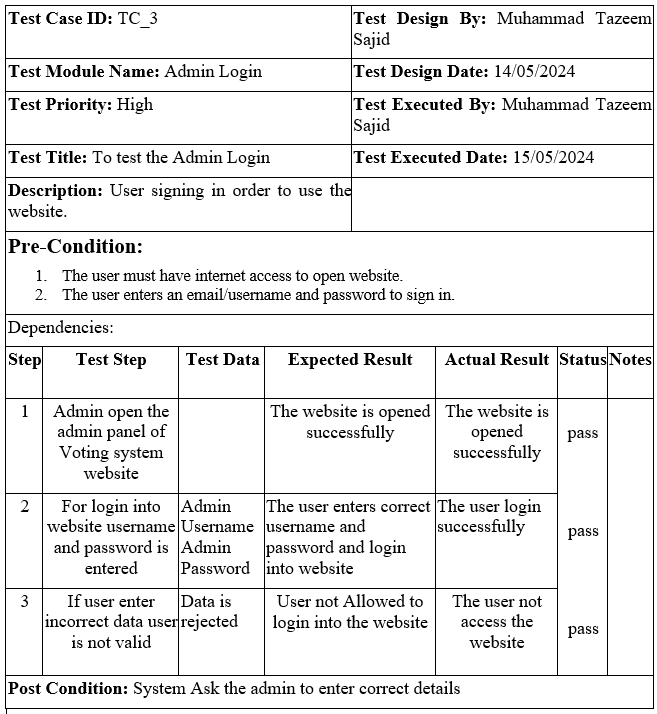 Test Case ID: TC_3
Test Design By: Muhammad Tazeem
Sajid
Test Module Name: Admin Login
Test Design Date: 14/05/2024
Test Priority: High
Test Executed By: Muhammad Tazeem
Sajid
Test Title: To test the Admin Login
Test Executed Date: 15/05/2024
Description: User signing in order to use the
website.
Pre-Condition:
1. The user must have internet access to open website.
2. The user enters an email/username and password to sign in.
Dependencies:
Step
Test Step
Test Data
Expected Result
Actual Result
Status
Notes
1
Admin open the
admin panel of
Voting system
website
The website is opened
successfully
The website is
opened
successfully
pass
2
For login into
website username
and password is
entered
Admin
Username
Admin
Password
The user enters correct
username and
password and login
into website
The user login
successfully
pass
3
If user enter
incorrect data user
is not valid
Data is
rejected
User not Allowed to
login into the website
The user not
access the
website
pass
Post Condition: System Ask the admin to enter correct details